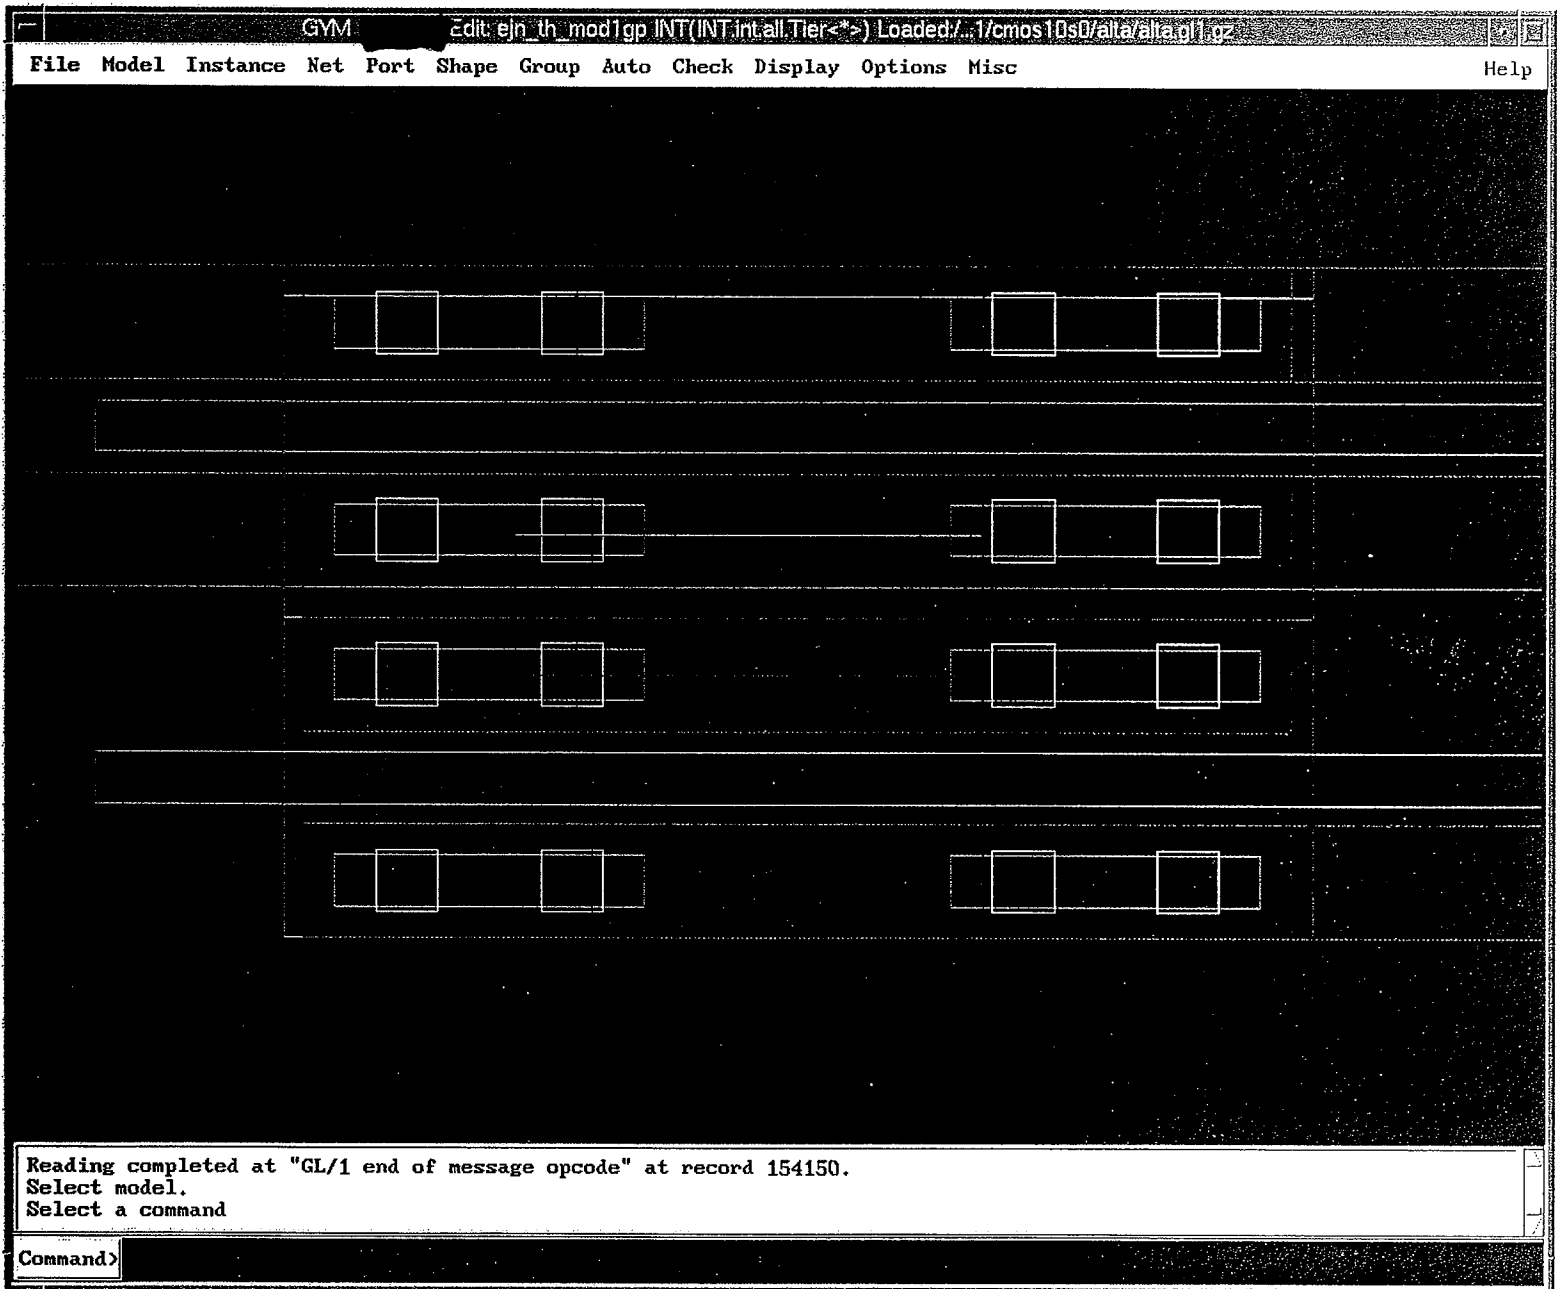 GYM Edit: ejn_th_mod1gp INT(INT.int.all.Tier<*>) Loaded:/...1/cmos10s0/alta/alta.gl1.gz
File Model Instance Net Port Shape Group Auto Check Display Options Misc Help
Reading completed at "GL/1 end of message opcode" at record 154150.
Select model.
Select a command
Command>